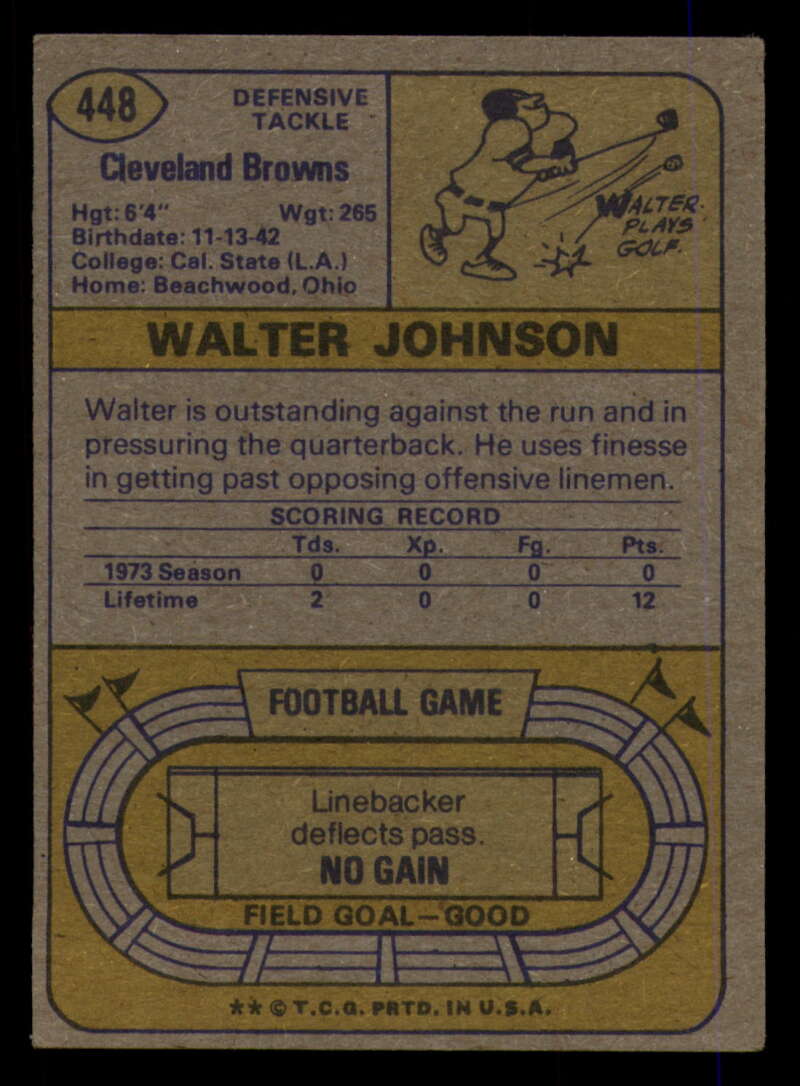 448
DEFENSIVE
TACKLE
Cleveland Browns
Hgt: 6'4" Wgt: 265
Birthdate: 11-13-42
College: Cal. State (L.A.)
Home: Beachwood, Ohio
WALTER
PLAYS
GOLF.
WALTER JOHNSON
Walter is outstanding against the run and in
pressuring the quarterback. He uses finesse
in getting past opposing offensive linemen.
SCORING RECORD
Tds. Xp. Fg. Pts.
1973 Season 0 0 0 0
Lifetime 2 0 0 12
FOOTBALL GAME
Linebacker
deflects pass.
NO GAIN
FIELD GOAL—GOOD
** © T.C.G. PRTD. IN U.S.A.